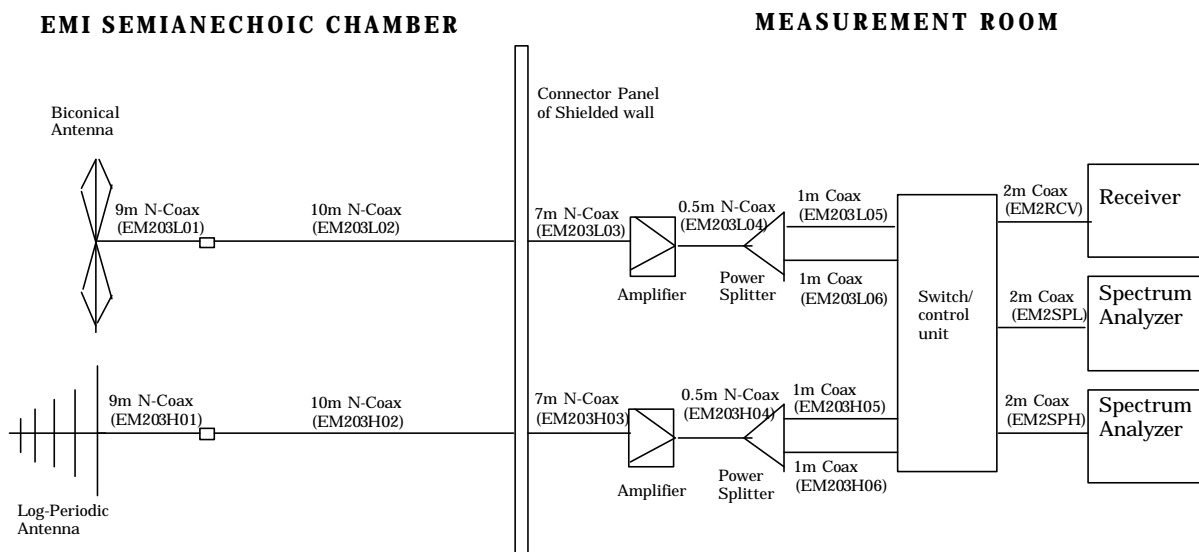 EMI SEMIANECHOIC CHAMBER
MEASUREMENT ROOM
Connector Panel
of Shielded wall
Biconical
Antenna
9m N-Coax
(EM203L01)
10m N-Coax
(EM203L02)
7m N-Coax
(EM203L03)
0.5m N-Coax
(EM203L04)
1m Coax
(EM203L05)
2m Coax
(EM2RCV)
Receiver
Amplifier
Power
Splitter
1m Coax
(EM203L06)
Switch/
control
unit
2m Coax
(EM2SPL)
Spectrum
Analyzer
9m N-Coax
(EM203H01)
10m N-Coax
(EM203H02)
7m N-Coax
(EM203H03)
0.5m N-Coax
(EM203H04)
1m Coax
(EM203H05)
2m Coax
(EM2SPH)
Spectrum
Analyzer
Amplifier
Power
Splitter
1m Coax
(EM203H06)
Log-Periodic
Antenna